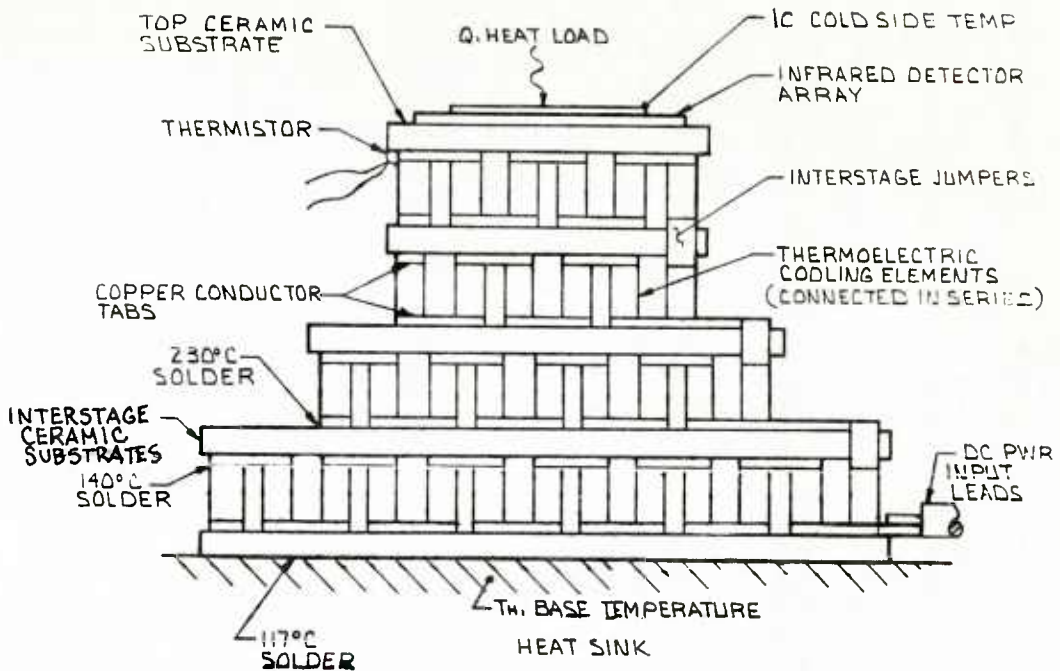 TOP CERAMIC
SUBSTRATE
Q. HEAT LOAD
IC COLD SIDE TEMP
INFRARED DETECTOR
ARRAY
THERMISTOR
INTERSTAGE JUMPERS
THERMOELECTRIC
COOLING ELEMENTS
(CONNECTED IN SERIES)
COPPER CONDUCTOR
TABS
230°C
SOLDER
INTERSTAGE
CERAMIC
SUBSTRATES
140°C
SOLDER
DC PWR
INPUT
LEADS
TH. BASE TEMPERATURE
HEAT SINK
117°C
SOLDER